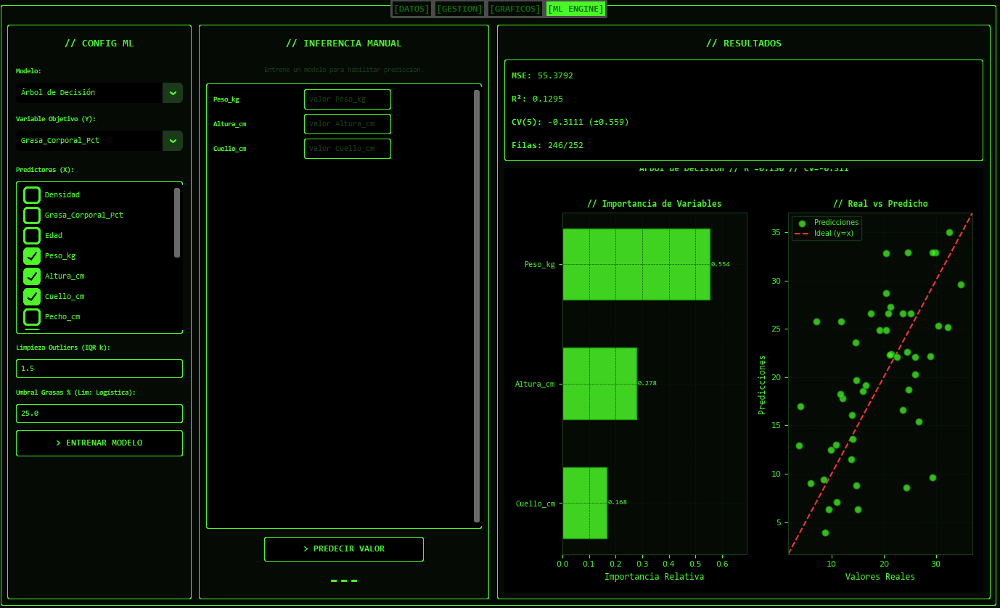 [DATOS] [GESTION] [GRAFICOS] [ML ENGINE]
// CONFIG ML
Modelo:
Árbol de Decisión
Variable Objetivo (Y):
Grasa_Corporal_Pct
Predictoras (X):
Densidad
Grasa_Corporal_Pct
Edad
Peso_kg
Altura_cm
Cuello_cm
Pecho_cm
Limpieza Outliers (IQR k):
1.5
Umbral Grasas % (Lim: Logística):
25.0
> ENTRENAR MODELO
// INFERENCIA MANUAL
Entrene un modelo para habilitar prediccion.
Peso_kg Valor Peso_kg
Altura_cm Valor Altura_cm
Cuello_cm Valor Cuello_cm
> PREDECIR VALOR
---
// RESULTADOS
MSE: 55.3792
R²: 0.1295
CV(5): -0.3111 (±0.559)
Filas: 246/252
Árbol de Decisión // R²=0.130 // CV=-0.311
// Importancia de Variables
Peso_kg 0.554
Altura_cm 0.278
Cuello_cm 0.168
0.0 0.1 0.2 0.3 0.4 0.5 0.6
Importancia Relativa
// Real vs Predicho
Predicciones
Ideal (y=x)
35
30
25
20
15
10
5
Predicciones
10 20 30
Valores Reales